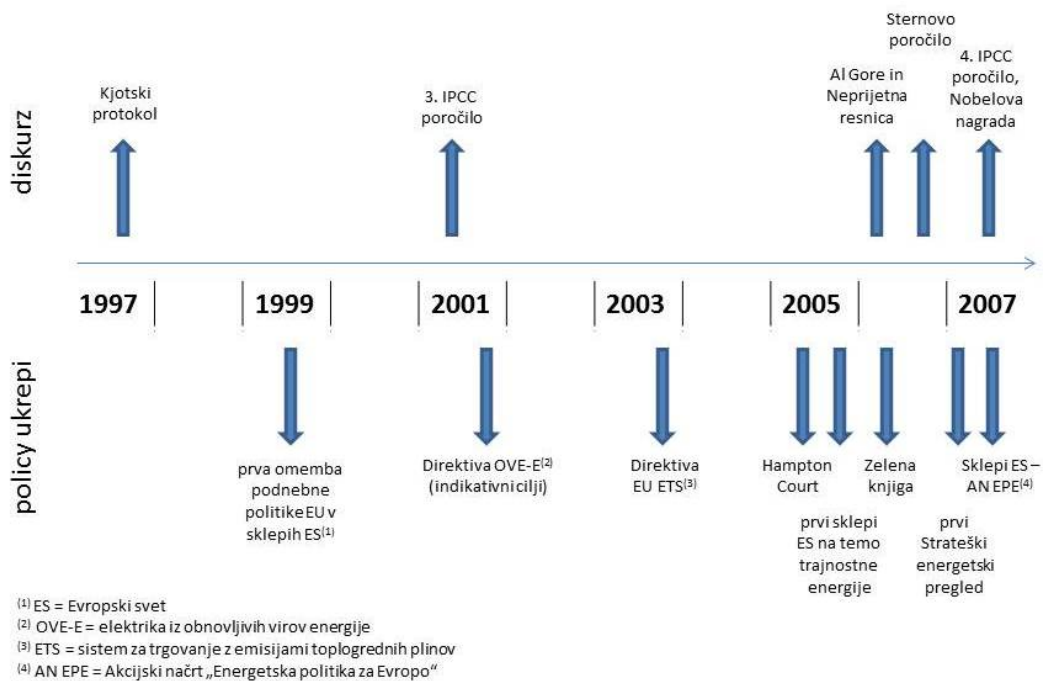 diskurz
Kjotski
protokol
3. IPCC
poročilo
Al Gore in
Neprijetna
resnica
Sternovo
poročilo
4. IPCC
poročilo,
Nobelova
nagrada
1997 1999 2001 2003 2005 2007
policy ukrepi
prva omemba
podnebne
politike EU v
sklepih ES(1)
Direktiva OVE-E(2)
(indikativni cilji)
Direktiva
EU ETS(3)
Hampton
Court
prvi sklepi
ES na temo
trajnostne
energije
Zelena
knjiga
prvi
Strateški
energetski
pregled
Sklepi ES –
AN EPE(4)
(1) ES = Evropski svet
(2) OVE-E = elektrika iz obnovljivih virov energije
(3) ETS = sistem za trgovanje z emisijami toplogrednih plinov
(4) AN EPE = Akcijski načrt „Energetska politika za Evropo“